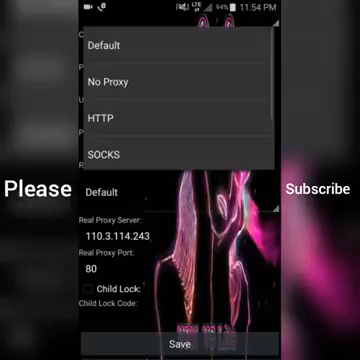 LTE
94% 11:54 PM
Default
No Proxy
HTTP
SOCKS
Please
Default
Subscribe
Real Proxy Server:
110.3.114.243
Real Proxy Port:
80
Child Lock:
Child Lock Code:
Save